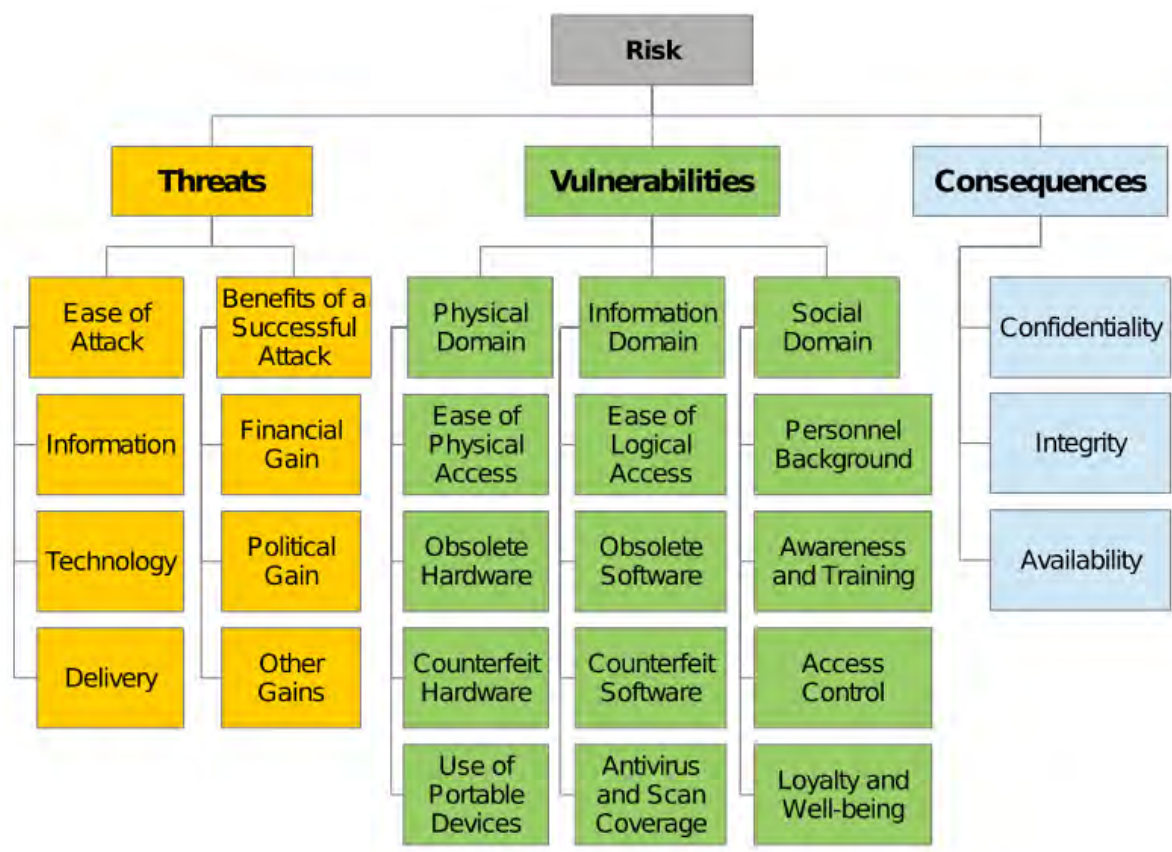 Risk
Threats
Vulnerabilities
Consequences
Ease of
Attack
Information
Technology
Delivery
Benefits of a
Successful
Attack
Financial
Gain
Political
Gain
Other
Gains
Physical
Domain
Ease of
Physical
Access
Obsolete
Hardware
Counterfeit
Hardware
Use of
Portable
Devices
Information
Domain
Ease of
Logical
Access
Obsolete
Software
Counterfeit
Software
Antivirus
and Scan
Coverage
Social
Domain
Personnel
Background
Awareness
and Training
Access
Control
Loyalty and
Well-being
Confidentiality
Integrity
Availability